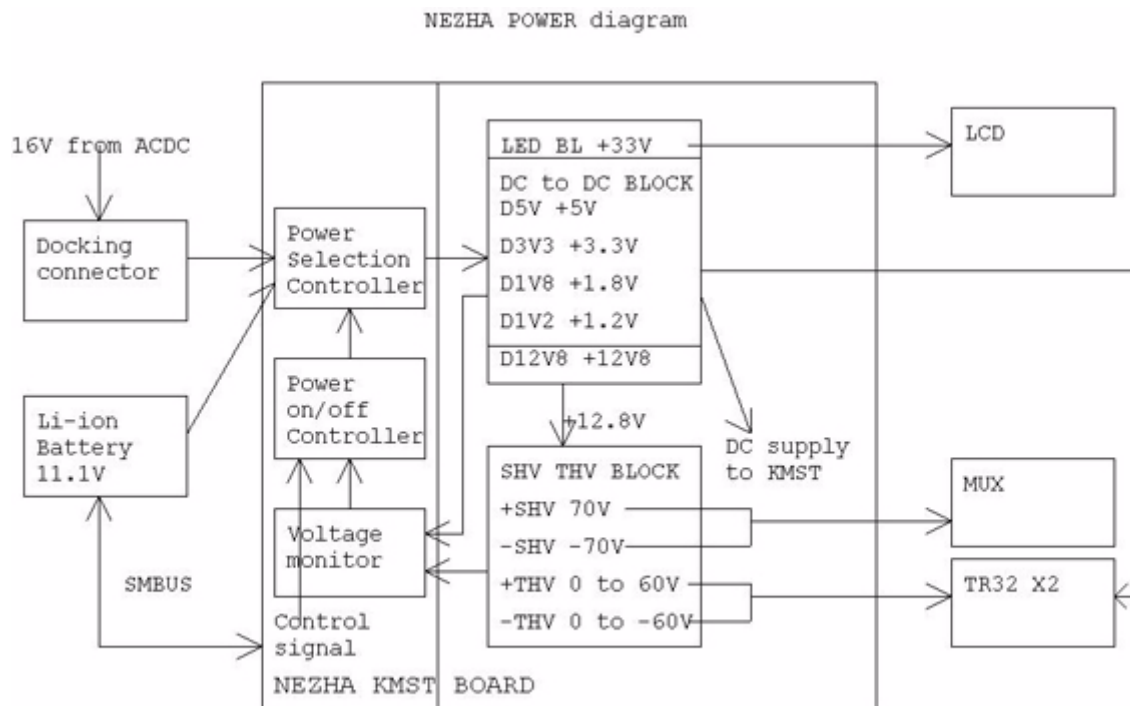 NEZHA POWER diagram
16V from ACDC
Docking
connector
Li-ion
Battery
11.1V
SMBUS
Power
Selection
Controller
Power
on/off
Controller
Voltage
monitor
Control
signal
NEZHA KMST BOARD
LED BL +33V
DC to DC BLOCK
D5V +5V
D3V3 +3.3V
D1V8 +1.8V
D1V2 +1.2V
D12V8 +12V8
+12.8V
SHV THV BLOCK
+SHV 70V
-SHV -70V
+THV 0 to 60V
-THV 0 to -60V
DC supply
to KMST
LCD
MUX
TR32 X2